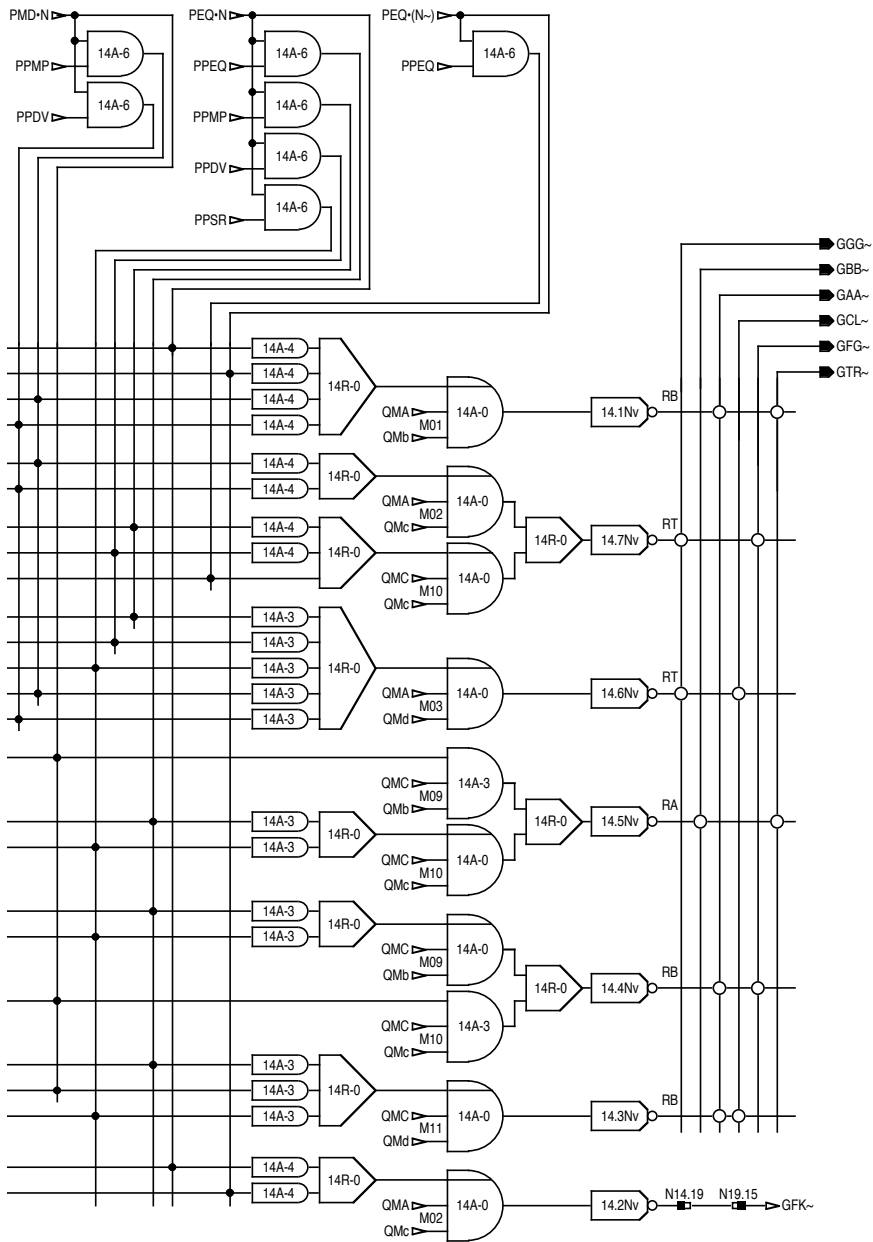 PMD•N PEQ•N PEQ•(N~)
14A-6 14A-6 14A-6
PPMP PPEQ PPEQ
14A-6 14A-6
PPDV PPMP
14A-6
PPDV
14A-6
PPSR
GGG~
GBB~
GAA~
GCL~
GFG~
GTR~
14A-4
14A-4
14R-0
14A-4
14A-4
QMA
M01
QMb
14A-0
14.1Nv
RB
14A-4
14A-4
14R-0
QMA
M02
QMc
14A-0
14A-4
14A-4
14R-0
QMC
M10
QMc
14A-0
14R-0
14.7Nv
RT
14A-3
14A-3
14A-3
14A-3
14A-3
14R-0
QMA
M03
QMd
14A-0
14.6Nv
RT
QMC
M09
QMb
14A-3
14A-3
14A-3
14R-0
QMC
M10
QMc
14A-0
14R-0
14.5Nv
RA
14A-3
14A-3
14R-0
QMC
M09
QMb
14A-0
QMC
M10
QMc
14A-3
14R-0
14.4Nv
RB
14A-3
14A-3
14A-3
14R-0
QMC
M11
QMd
14A-0
14.3Nv
RB
14A-4
14A-4
14R-0
QMA
M02
QMc
14A-0
14.2Nv
N14.19 N19.15
GFK~